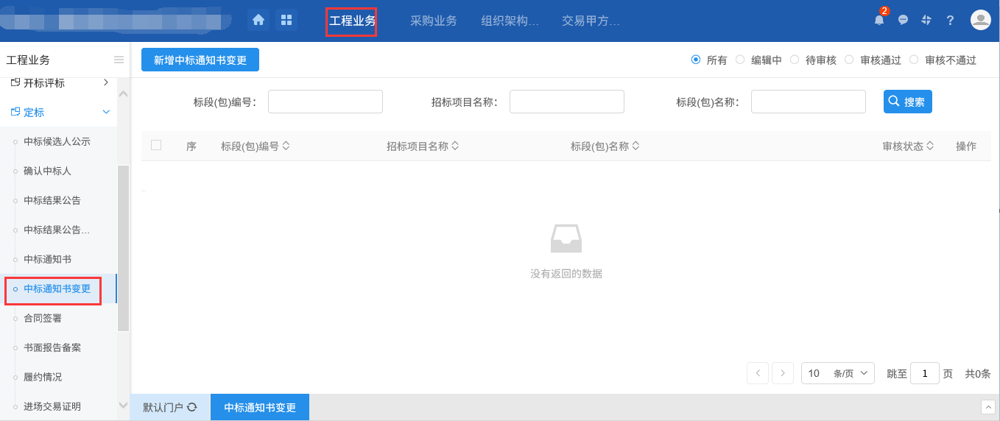 工程业务 采购业务 组织架构... 交易甲方... 2 ?
工程业务
开标评标
定标
中标候选人公示
确认中标人
中标结果公告
中标结果公告...
中标通知书
中标通知书变更
合同签署
书面报告备案
履约情况
进场交易证明
新增中标通知书变更 所有 编辑中 待审核 审核通过 审核不通过
标段(包)编号: 招标项目名称: 标段(包)名称: 搜索
序 标段(包)编号 招标项目名称 标段(包)名称 审核状态 操作
没有返回的数据
10 条/页 跳至 1 页 共0条
默认门户 中标通知书变更